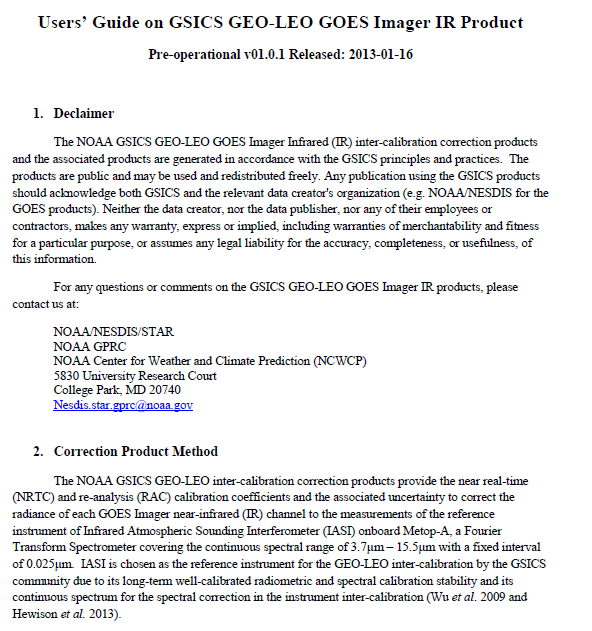 Users' Guide on GSICS GEO-LEO GOES Imager IR Product
Pre-operational v01.0.1 Released: 2013-01-16
1. Declaimer
The NOAA GSICS GEO-LEO GOES Imager Infrared (IR) inter-calibration correction products
and the associated products are generated in accordance with the GSICS principles and practices. The
products are public and may be used and redistributed freely. Any publication using the GSICS products
should acknowledge both GSICS and the relevant data creator's organization (e.g. NOAA/NESDIS for the
GOES products). Neither the data creator, nor the data publisher, nor any of their employees or
contractors, makes any warranty, express or implied, including warranties of merchantability and fitness
for a particular purpose, or assumes any legal liability for the accuracy, completeness, or usefulness, of
this information.
For any questions or comments on the GSICS GEO-LEO GOES Imager IR products, please
contact us at:
NOAA/NESDIS/STAR
NOAA GPRC
NOAA Center for Weather and Climate Prediction (NCWCP)
5830 University Research Court
College Park, MD 20740
Nesdis.star.gprc@noaa.gov
2. Correction Product Method
The NOAA GSICS GEO-LEO inter-calibration correction products provide the near real-time
(NRTC) and re-analysis (RAC) calibration coefficients and the associated uncertainty to correct the
radiance of each GOES Imager near-infrared (IR) channel to the measurements of the reference
instrument of Infrared Atmospheric Sounding Interferometer (IASI) onboard Metop-A, a Fourier
Transform Spectrometer covering the continuous spectral range of 3.7μm – 15.5μm with a fixed interval
of 0.025μm. IASI is chosen as the reference instrument for the GEO-LEO inter-calibration by the GSICS
community due to its long-term well-calibrated radiometric and spectral calibration stability and its
continuous spectrum for the spectral correction in the instrument inter-calibration (Wu et al. 2009 and
Hewison et al. 2013).